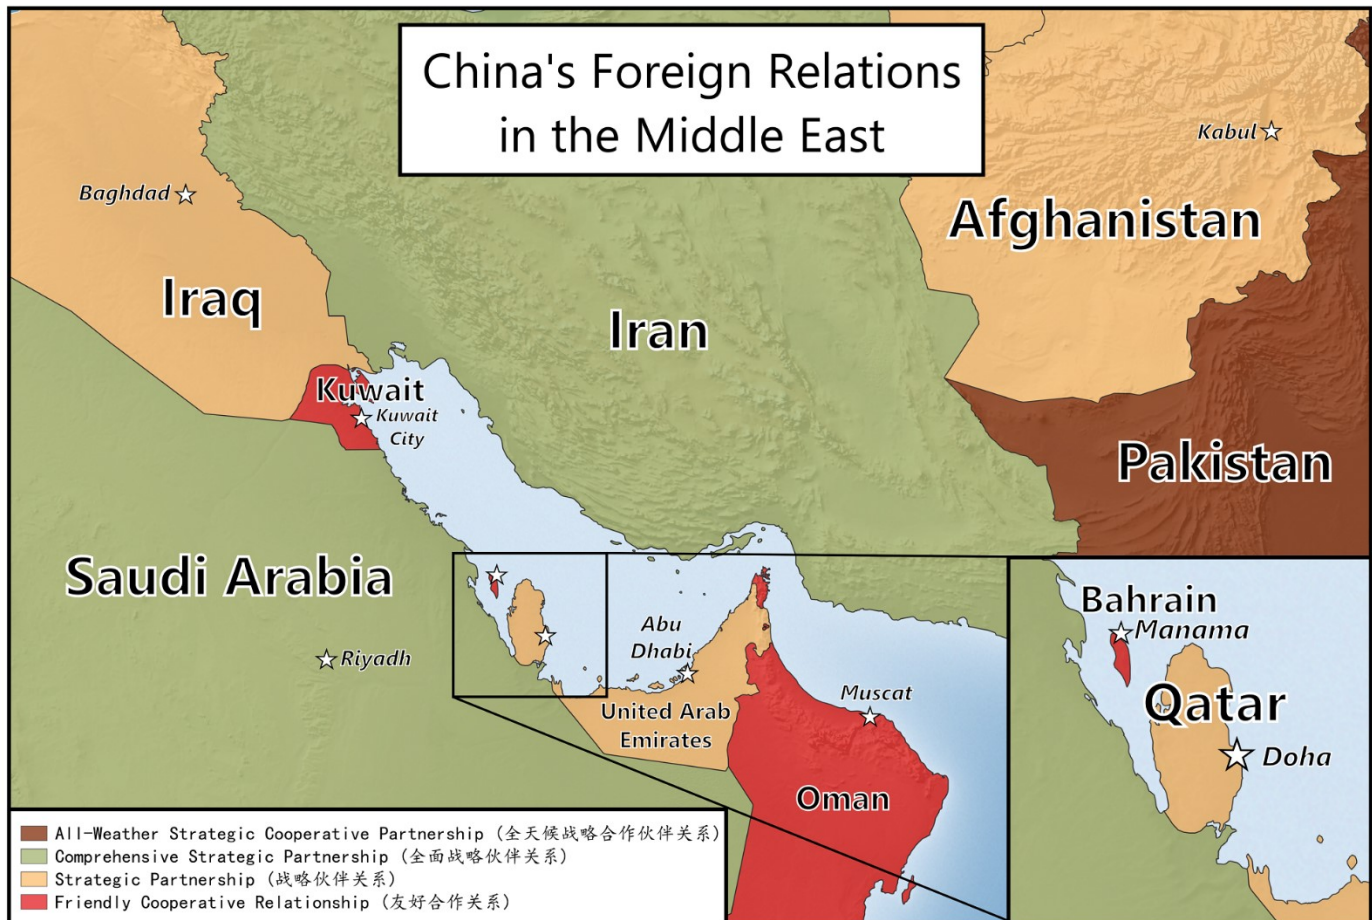 China's Foreign Relations
in the Middle East
Kabul
Baghdad
Afghanistan
Iraq
Iran
Kuwait
Kuwait
City
Pakistan
Saudi Arabia
Abu
Dhabi
Riyadh
Muscat
United Arab
Emirates
Oman
Bahrain
Manama
Qatar
Doha
All-Weather Strategic Cooperative Partnership (全天候战略合作伙伴关系)
Comprehensive Strategic Partnership (全面战略伙伴关系)
Strategic Partnership (战略伙伴关系)
Friendly Cooperative Relationship (友好合作关系)